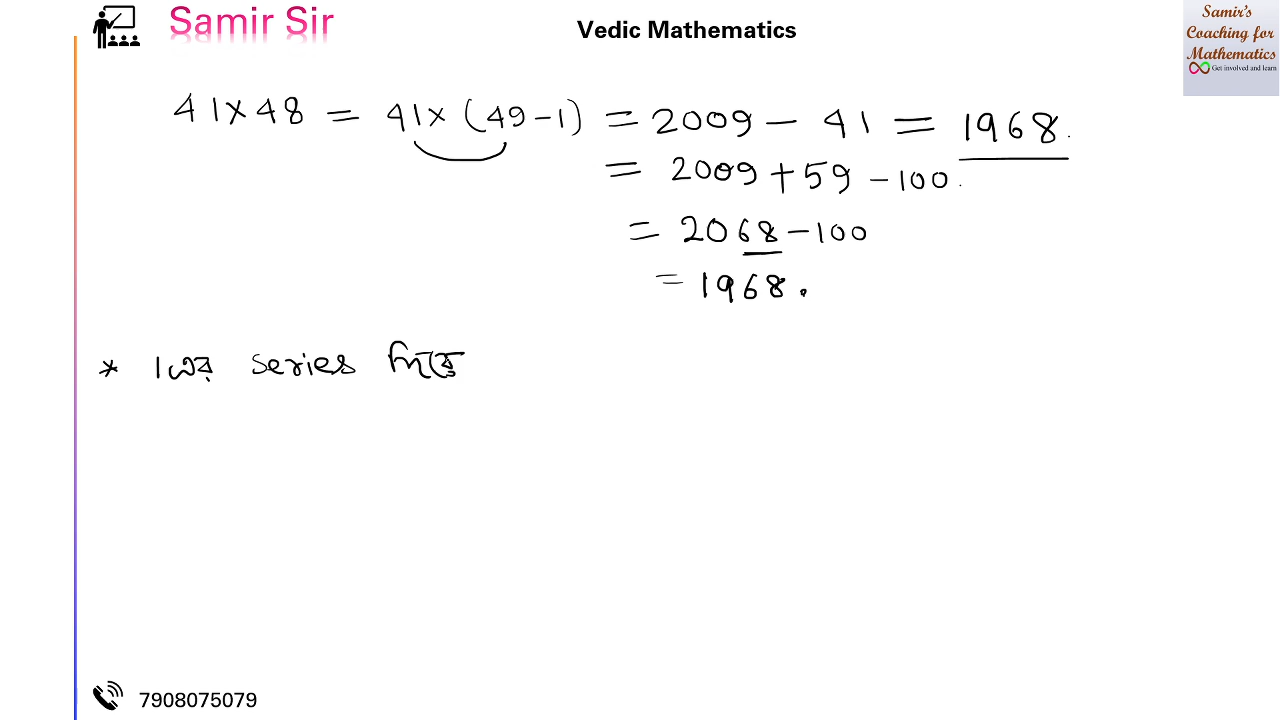 Samir Sir
Vedic Mathematics
Samir's
Coaching for
Mathematics
Get involved and learn
41×48 = 41×(49-1) = 2009 - 41 = 1968.
= 2009 + 59 - 100.
= 2068 - 100
= 1968.
* 1এর series
7908075079